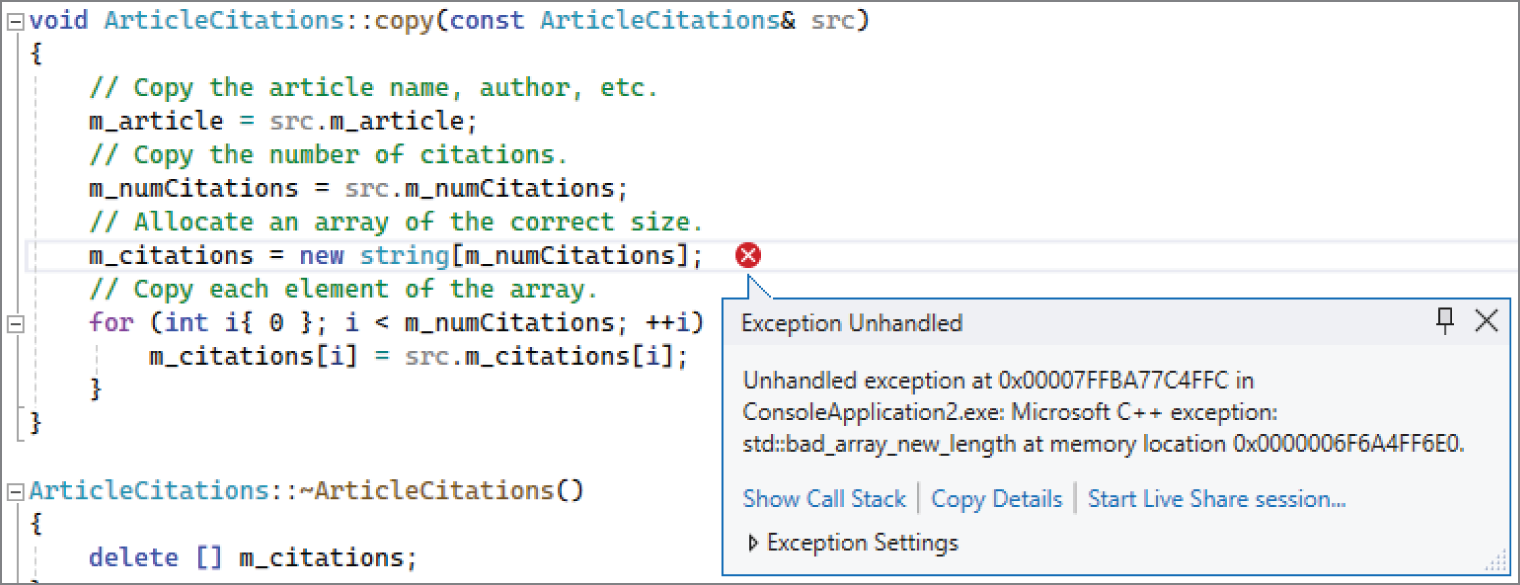 void ArticleCitations::copy(const ArticleCitations& src)
{
// Copy the article name, author, etc.
m_article = src.m_article;
// Copy the number of citations.
m_numCitations = src.m_numCitations;
// Allocate an array of the correct size.
m_citations = new string[m_numCitations];
// Copy each element of the array.
for (int i{ 0 }; i < m_numCitations; ++i)
m_citations[i] = src.m_citations[i];
}
}
ArticleCitations::~ArticleCitations()
{
delete [] m_citations;
Exception Unhandled
Unhandled exception at 0x00007FFBA77C4FFC in
ConsoleApplication2.exe: Microsoft C++ exception:
std::bad_array_new_length at memory location 0x0000006F6A4FF6E0.
Show Call Stack | Copy Details | Start Live Share session...
Exception Settings